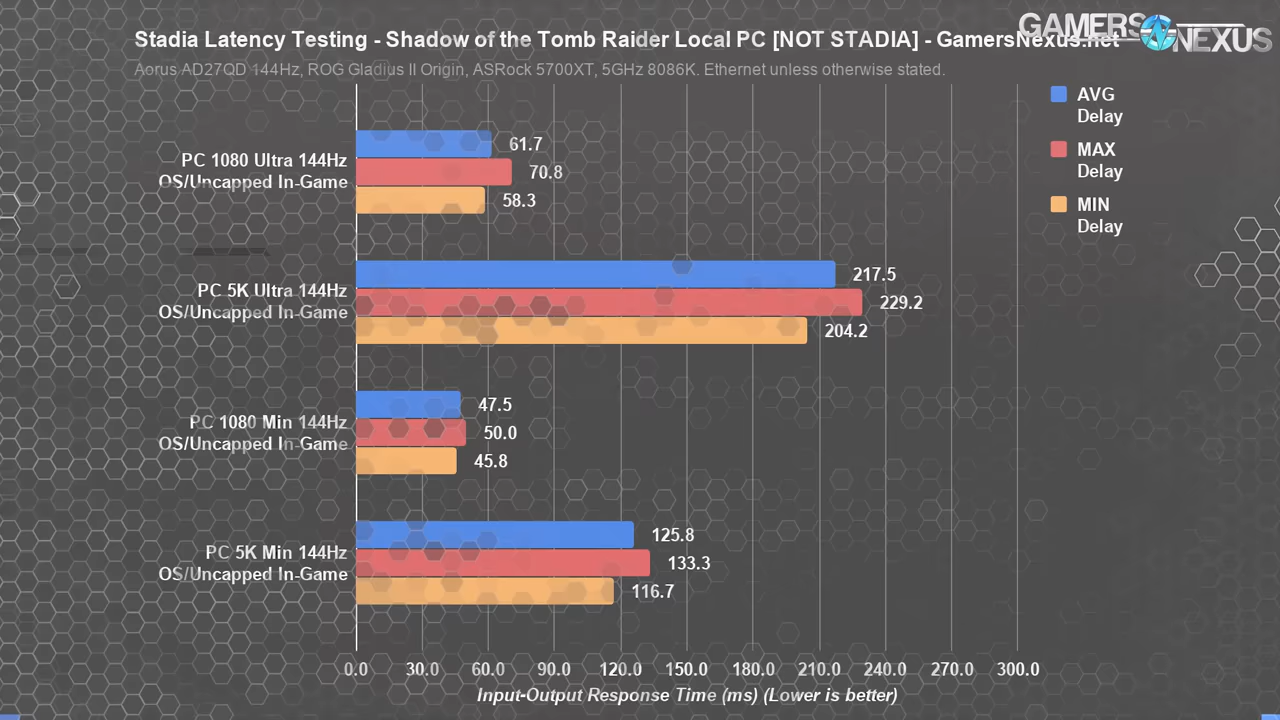 Stadia Latency Testing - Shadow of the Tomb Raider Local PC [NOT STADIA] - GamersNexus.net
GAMERS
NEXUS
Aorus AD27QD 144Hz, ROG Gladius II Origin, ASRock 5700XT, 5GHz 8086K. Ethernet unless otherwise stated.
AVG
Delay
MAX
Delay
MIN
Delay
PC 1080 Ultra 144Hz
OS/Uncapped In-Game
61.7
70.8
58.3
PC 5K Ultra 144Hz
OS/Uncapped In-Game
217.5
229.2
204.2
PC 1080 Min 144Hz
OS/Uncapped In-Game
47.5
50.0
45.8
PC 5K Min 144Hz
OS/Uncapped In-Game
125.8
133.3
116.7
0.0 30.0 60.0 90.0 120.0 150.0 180.0 210.0 240.0 270.0 300.0
Input-Output Response Time (ms) (Lower is better)